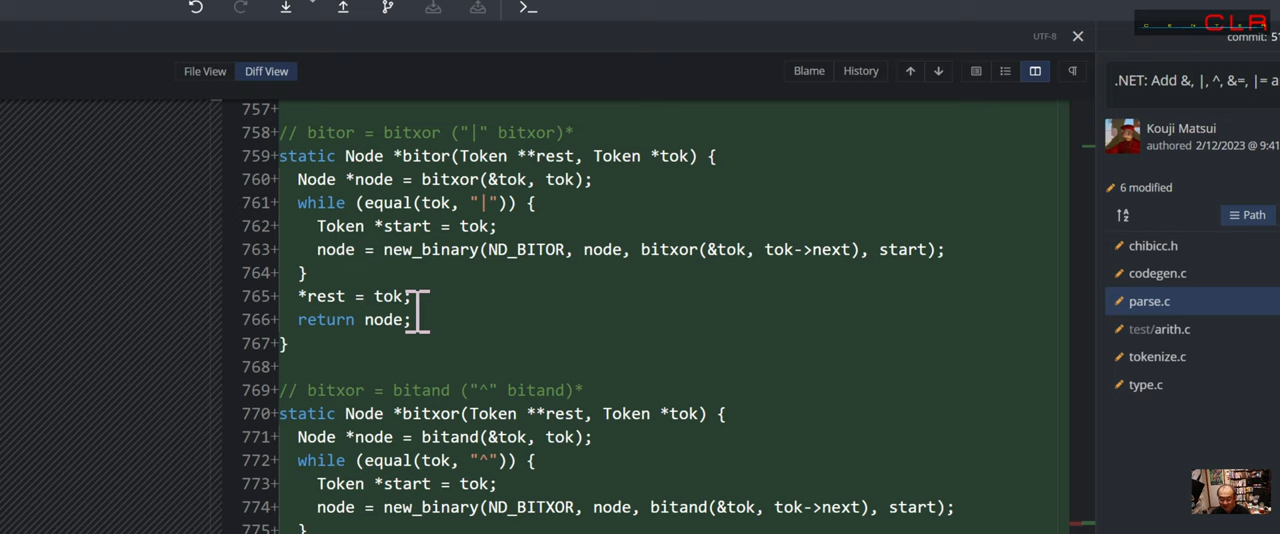 CLR
commit: 51
UTF-8
File View Diff View Blame History
.NET: Add &, |, ^, &=, |= a
Kouji Matsui
authored 2/12/2023 @ 9:41
6 modified
Path
chibicc.h
codegen.c
parse.c
test/arith.c
tokenize.c
type.c
757+
758+// bitor = bitxor ("|" bitxor)*
759+static Node *bitor(Token **rest, Token *tok) {
760+  Node *node = bitxor(&tok, tok);
761+  while (equal(tok, "|")) {
762+    Token *start = tok;
763+    node = new_binary(ND_BITOR, node, bitxor(&tok, tok->next), start);
764+  }
765+  *rest = tok;
766+  return node;
767+}
768+
769+// bitxor = bitand ("^" bitand)*
770+static Node *bitxor(Token **rest, Token *tok) {
771+  Node *node = bitand(&tok, tok);
772+  while (equal(tok, "^")) {
773+    Token *start = tok;
774+    node = new_binary(ND_BITXOR, node, bitand(&tok, tok->next), start);
775+  }